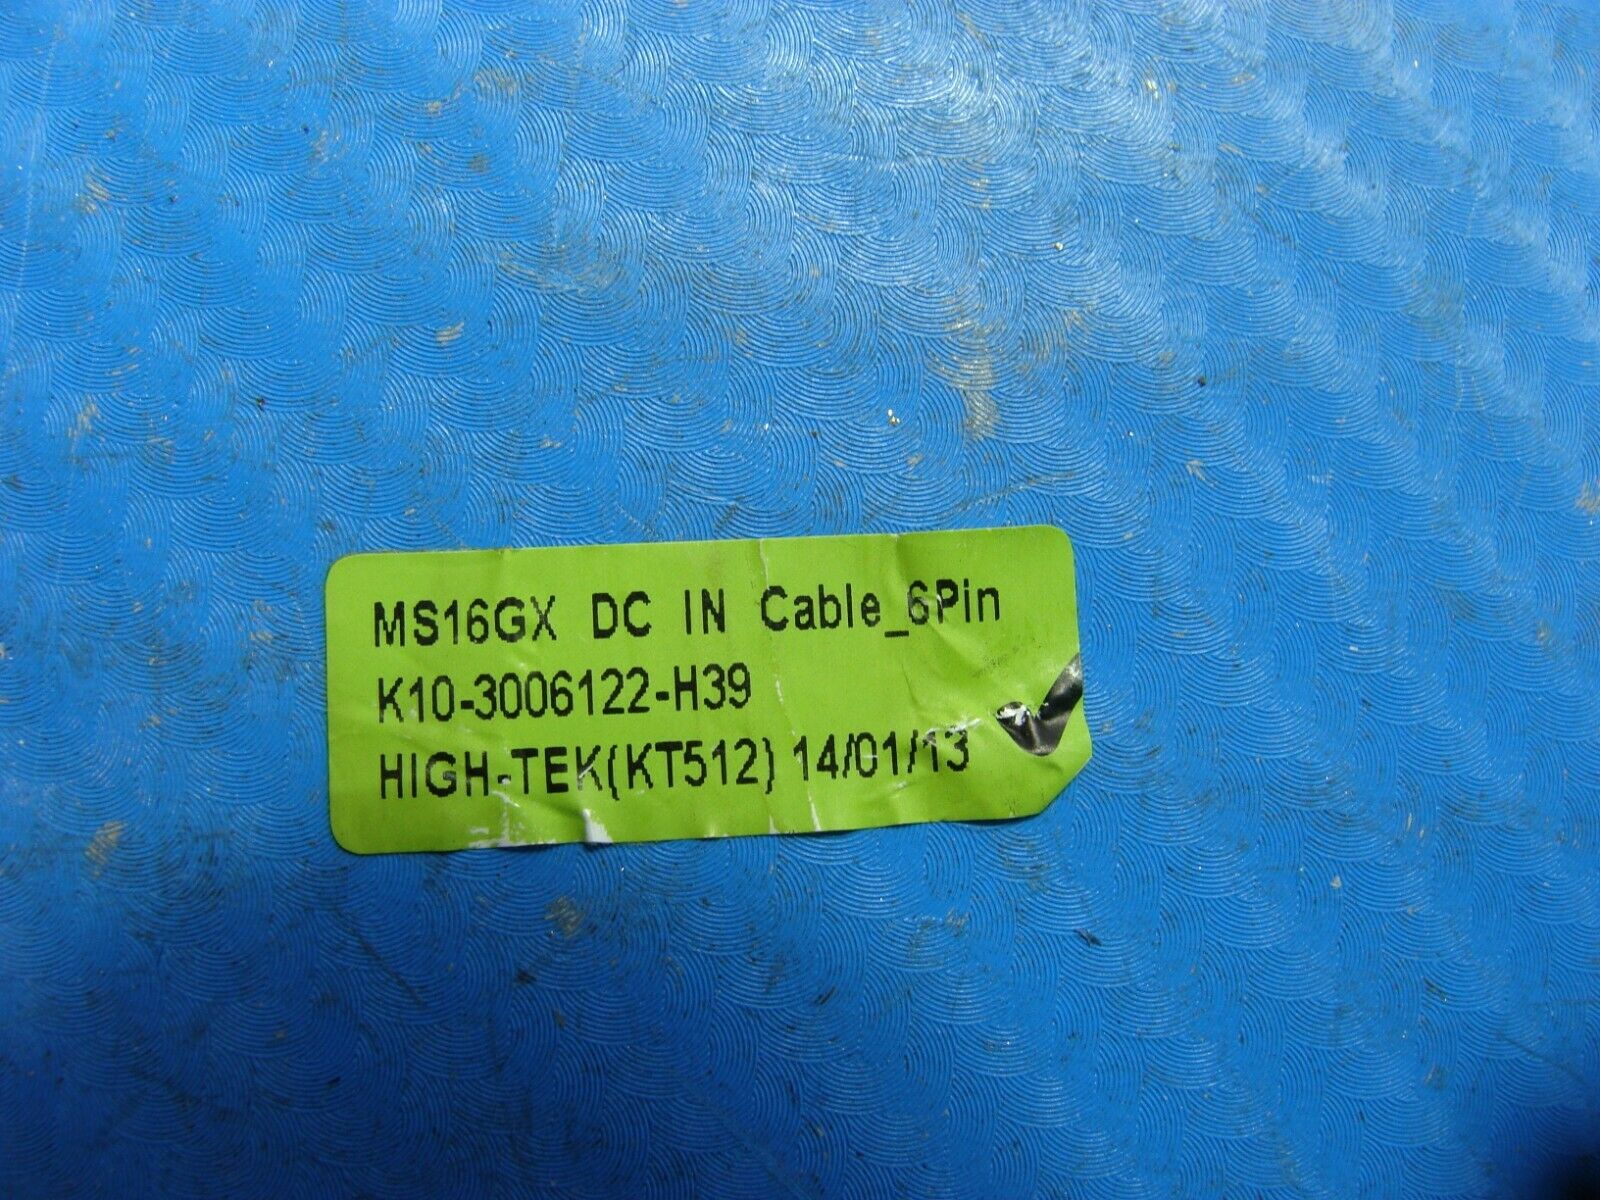 MS16GX DC IN Cable_6Pin
K10-3006122-H39
HIGH-TEK(KT512) 14/01/13